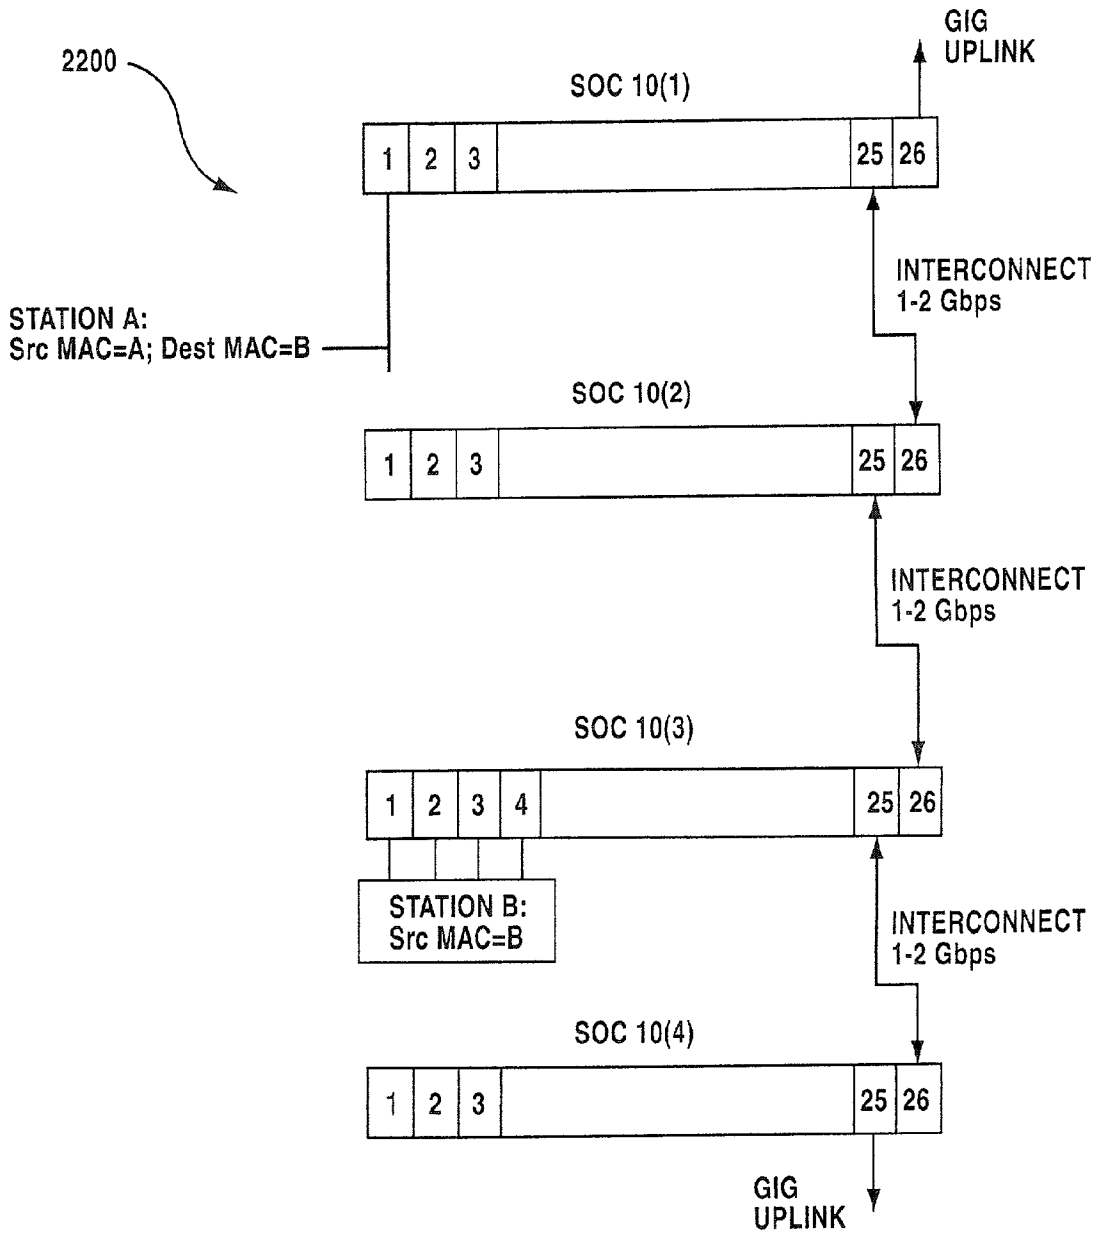 GIG
UPLINK
2200
SOC 10(1)
1 2 3 25 26
INTERCONNECT
1-2 Gbps
STATION A:
Src MAC=A; Dest MAC=B
SOC 10(2)
1 2 3 25 26
INTERCONNECT
1-2 Gbps
SOC 10(3)
1 2 3 4 25 26
STATION B:
Src MAC=B
INTERCONNECT
1-2 Gbps
SOC 10(4)
1 2 3 25 26
GIG
UPLINK